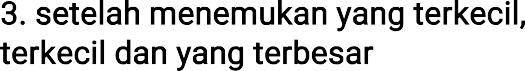 3. setelah menemukan yang terkecil,
terkecil dan yang terbesar